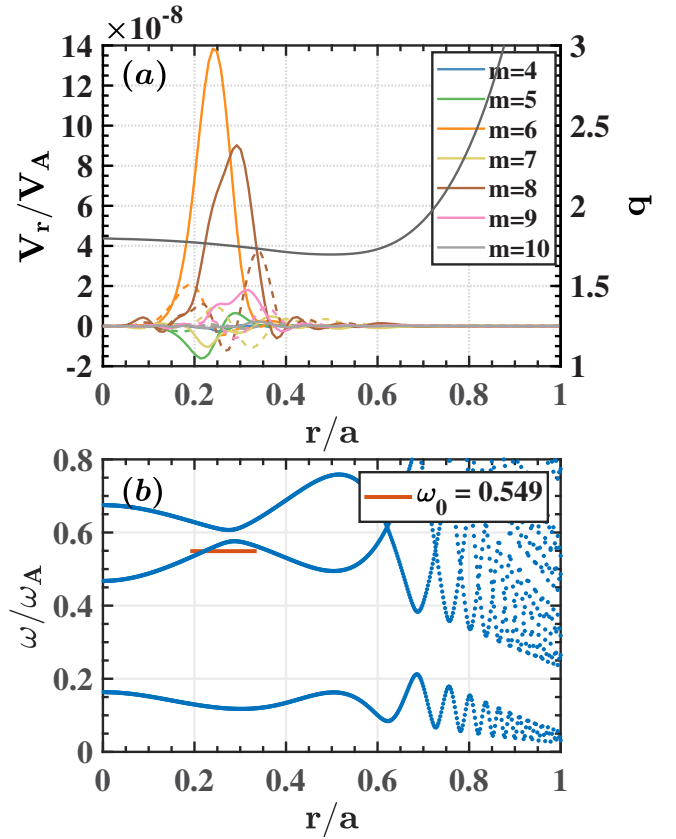 ×10⁻⁸
(a)
14
12
10
8
6
4
2
0
-2
V_r/V_A
3
2.5
2
1.5
1
q
m=4
m=5
m=6
m=7
m=8
m=9
m=10
0 0.2 0.4 0.6 0.8 1
r/a
(b)
0.8
0.6
0.4
0.2
0
ω/ω_A
ω_0 = 0.549
0 0.2 0.4 0.6 0.8 1
r/a